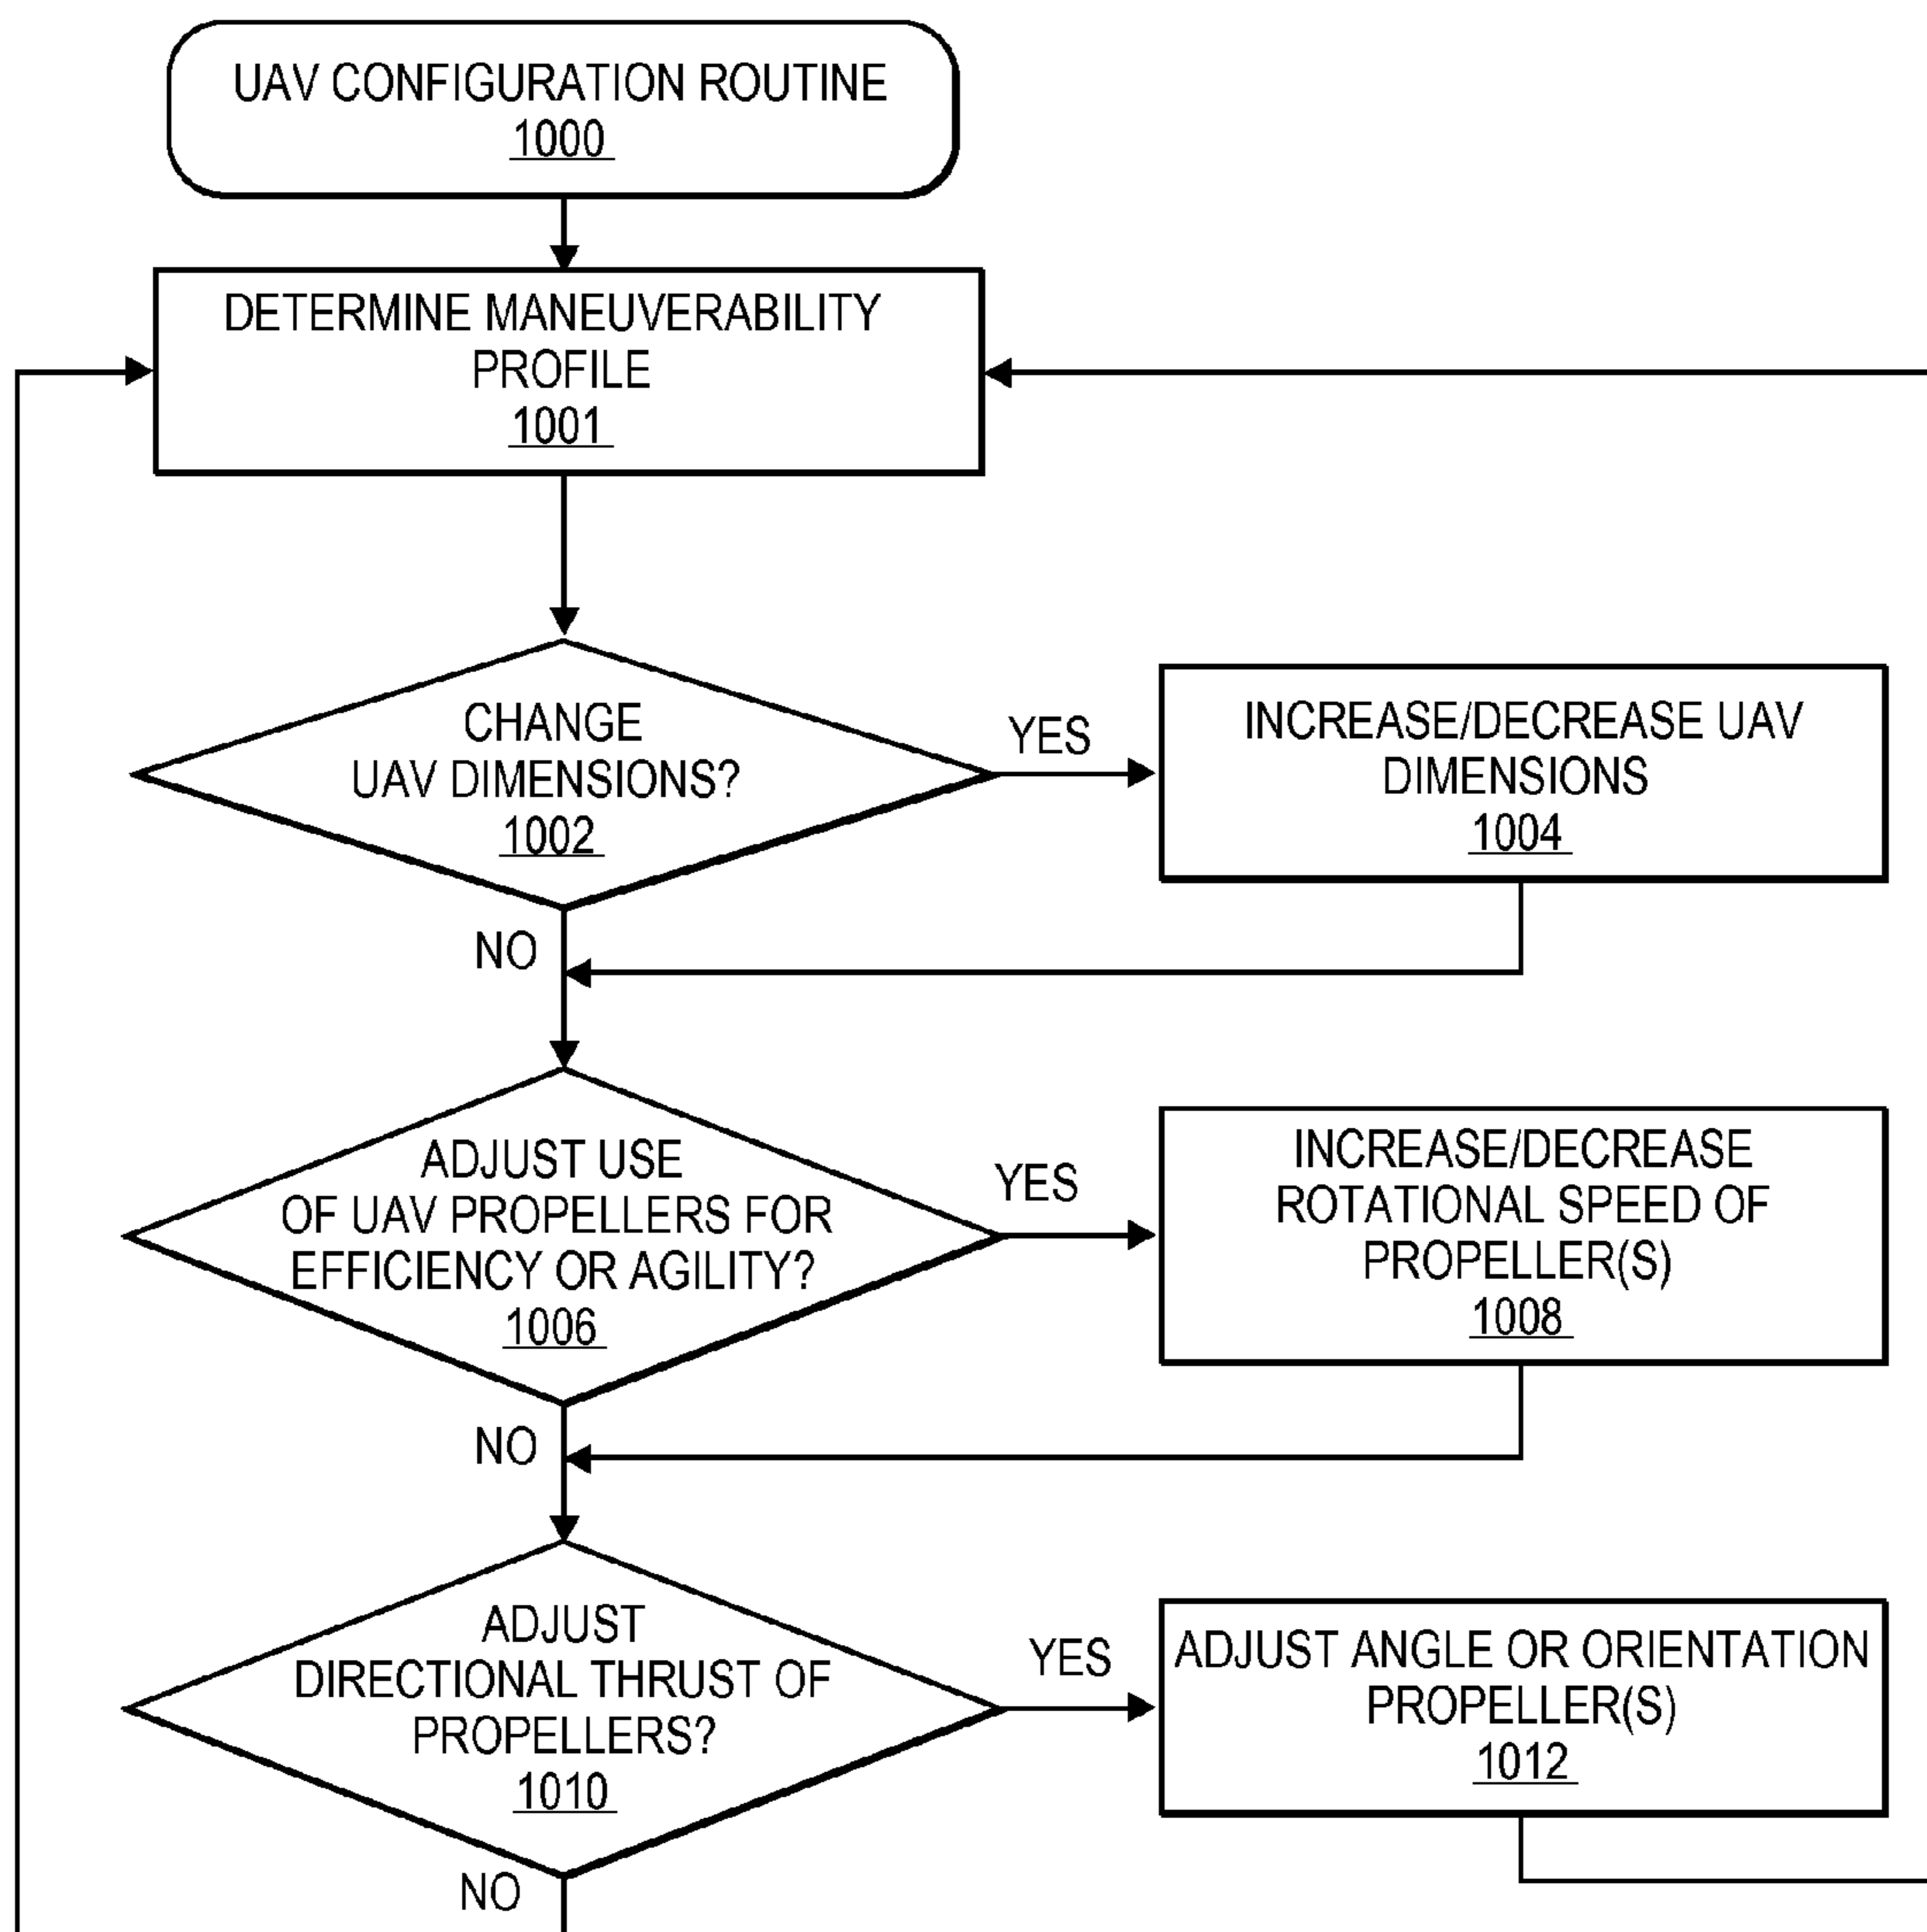 UAV CONFIGURATION ROUTINE
1000
DETERMINE MANEUVERABILITY
PROFILE
1001
CHANGE
UAV DIMENSIONS?
1002
YES
INCREASE/DECREASE UAV
DIMENSIONS
1004
NO
ADJUST USE
OF UAV PROPELLERS FOR
EFFICIENCY OR AGILITY?
1006
YES
INCREASE/DECREASE
ROTATIONAL SPEED OF
PROPELLER(S)
1008
NO
ADJUST
DIRECTIONAL THRUST OF
PROPELLERS?
1010
YES
ADJUST ANGLE OR ORIENTATION
PROPELLER(S)
1012
NO